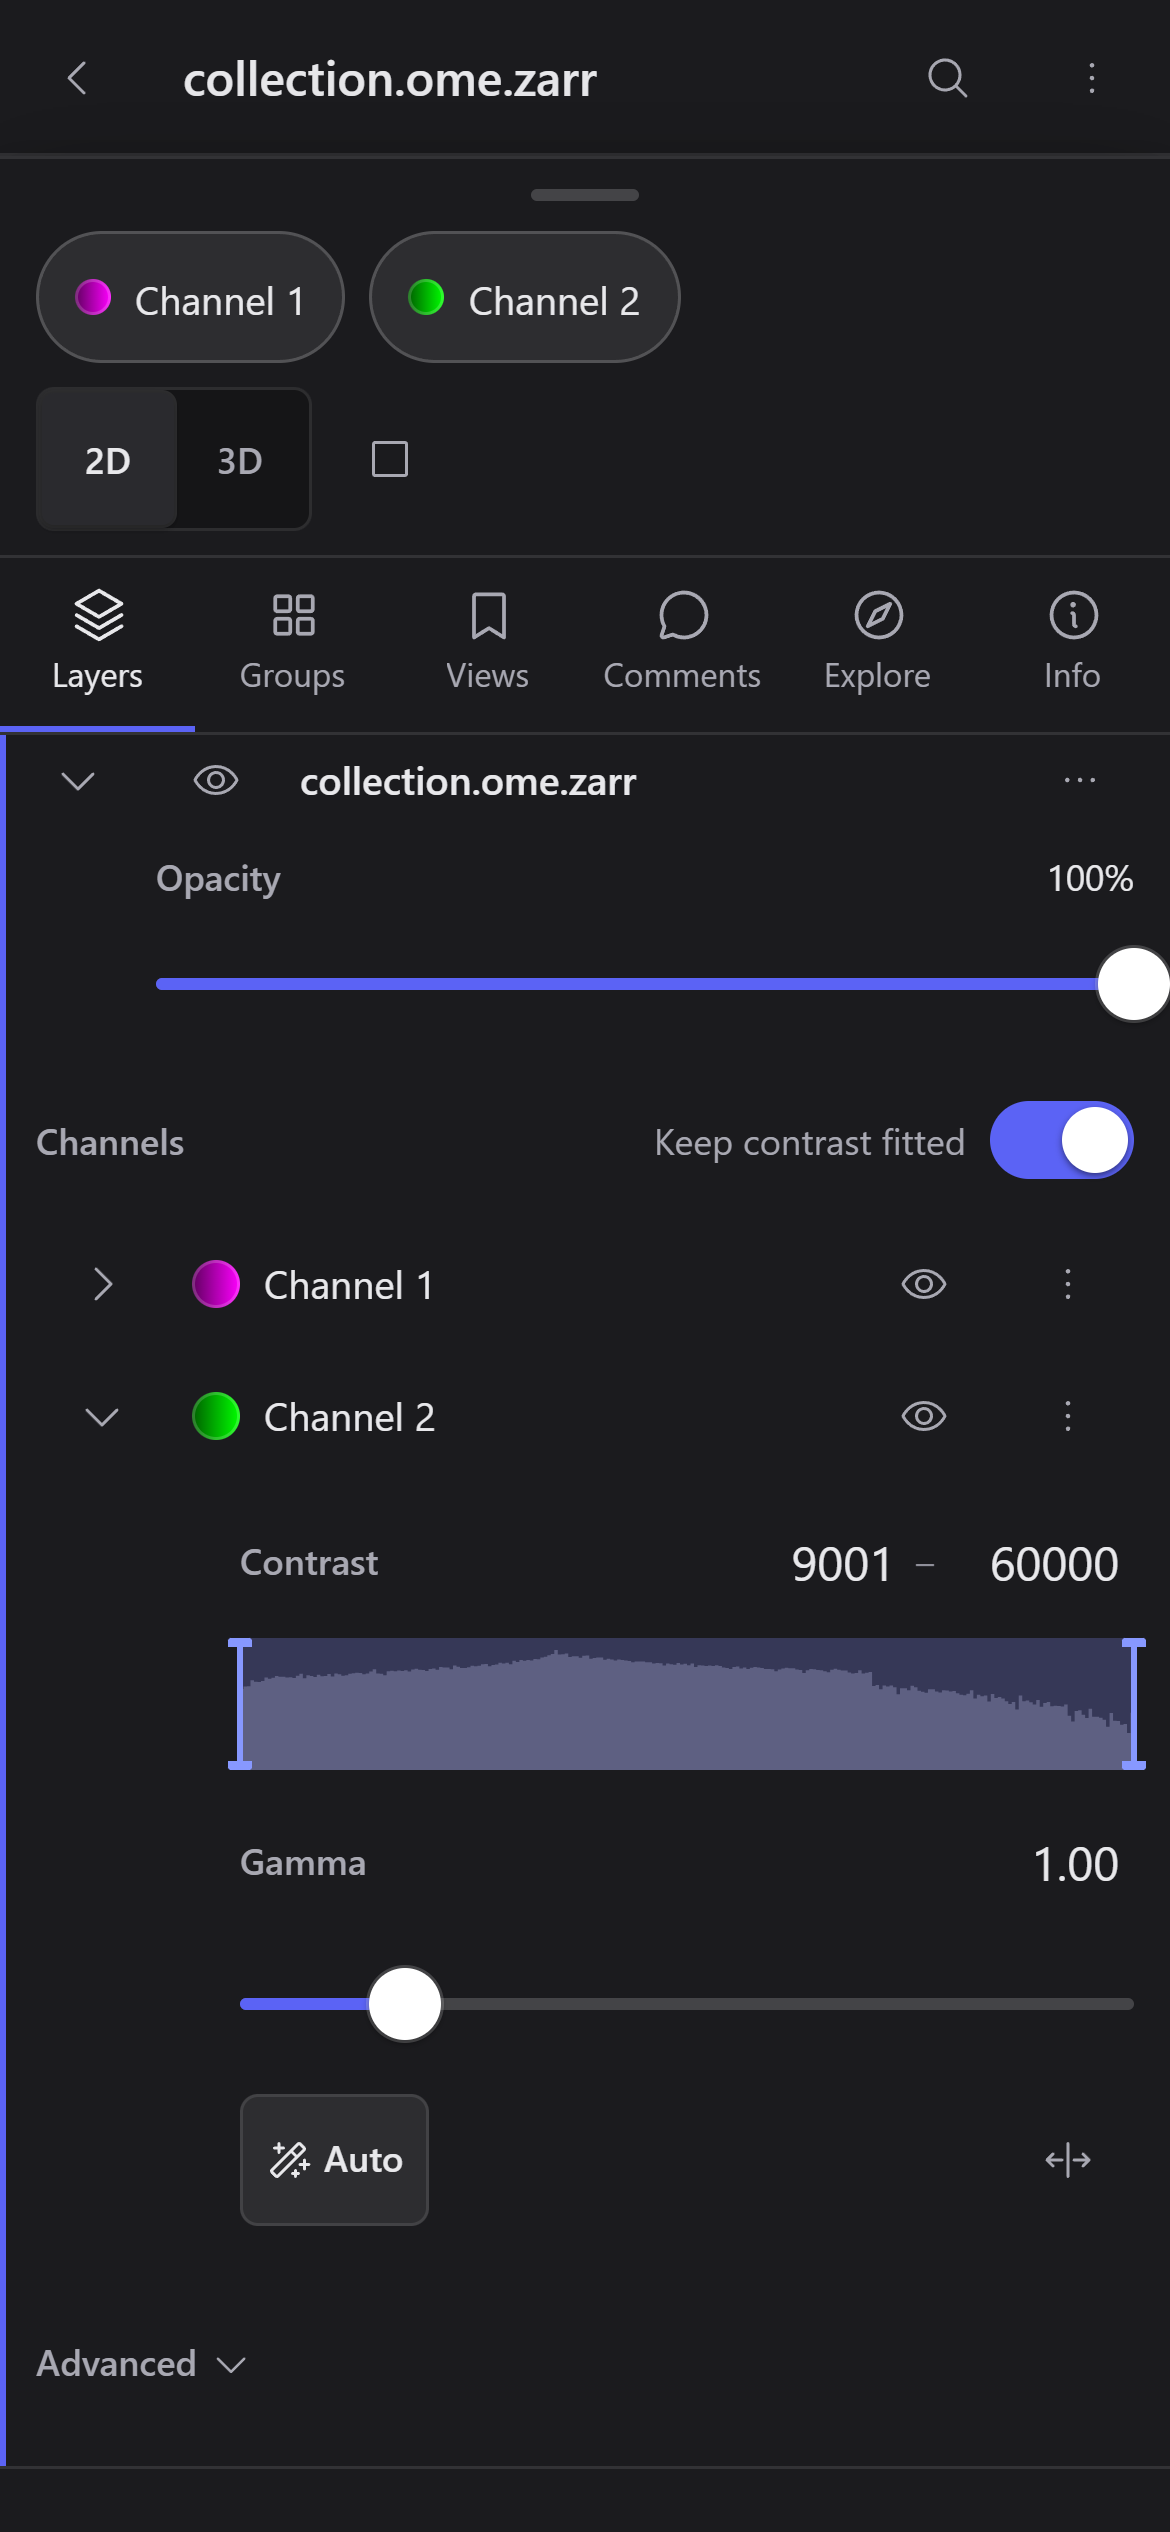 collection.ome.zarr
Channel 1
Channel 2
2D
3D
Layers
Groups
Views
Comments
Explore
Info
collection.ome.zarr
Opacity
100%
Channels
Keep contrast fitted
Channel 1
Channel 2
Contrast
9001 – 60000
Gamma
1.00
Auto
Advanced